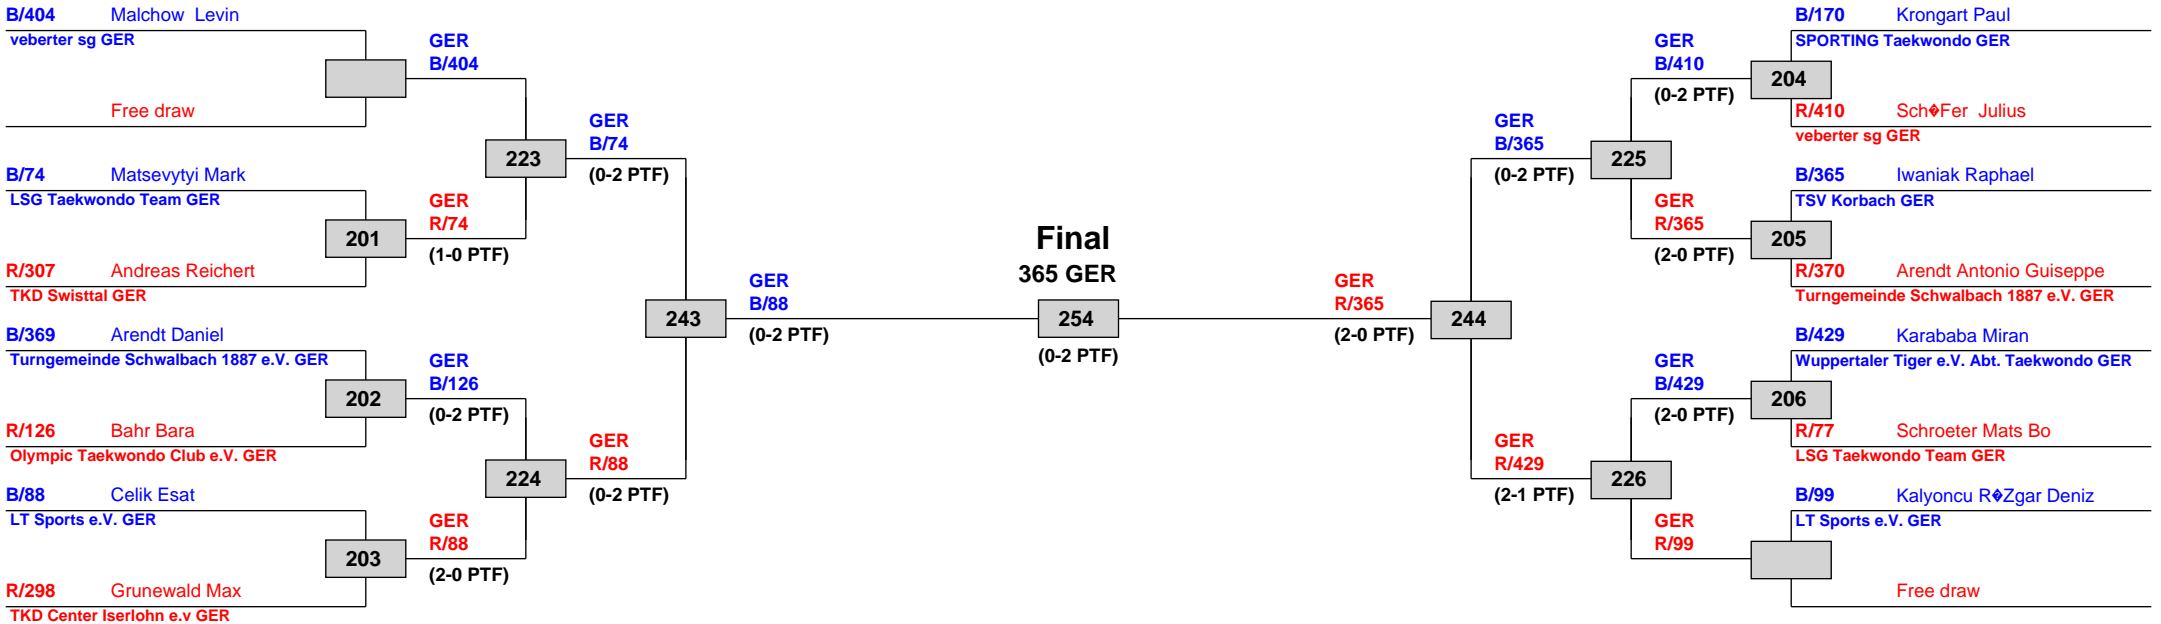 B/404 Malchow Levin
veberter sg GER
Free draw
B/74 Matsevytyi Mark
LSG Taekwondo Team GER
R/307 Andreas Reichert
TKD Swisttal GER
B/369 Arendt Daniel
Turngemeinde Schwalbach 1887 e.V. GER
R/126 Bahr Bara
Olympic Taekwondo Club e.V. GER
B/88 Celik Esat
LT Sports e.V. GER
R/298 Grunewald Max
TKD Center Iserlohn e.v GER
201
202
203
GER
B/404
GER
R/74
(1-0 PTF)
GER
B/126
(0-2 PTF)
GER
R/88
(2-0 PTF)
223
224
GER
B/74
(0-2 PTF)
GER
R/88
(0-2 PTF)
243
GER
B/88
(0-2 PTF)
Final
365 GER
254
(0-2 PTF)
GER
R/365
(2-0 PTF)
244
GER
B/365
(0-2 PTF)
GER
R/429
(2-1 PTF)
225
226
GER
B/410
(0-2 PTF)
GER
R/365
(2-0 PTF)
GER
B/429
(2-0 PTF)
GER
R/99
204
205
206
B/170 Krongart Paul
SPORTING Taekwondo GER
R/410 Sch�Fer Julius
veberter sg GER
B/365 Iwaniak Raphael
TSV Korbach GER
R/370 Arendt Antonio Guiseppe
Turngemeinde Schwalbach 1887 e.V. GER
B/429 Karababa Miran
Wuppertaler Tiger e.V. Abt. Taekwondo GER
R/77 Schroeter Mats Bo
LSG Taekwondo Team GER
B/99 Kalyoncu R�Zgar Deniz
LT Sports e.V. GER
Free draw